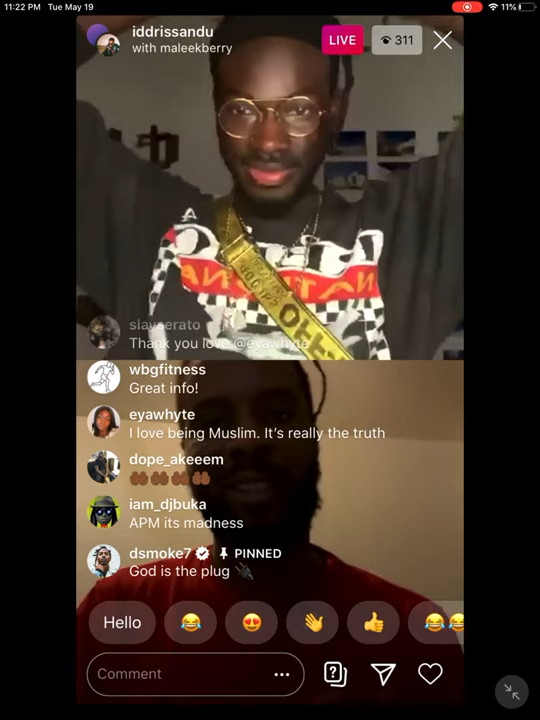 11:22 PM Tue May 19
11%
iddrissandu
with maleekberry
LIVE
311
slayserato
Thank you love @eyawhyte
wbgfitness
Great info!
eyawhyte
I love being Muslim. It’s really the truth
dope_akeeem
🤲🏾🤲🏾🤲🏾🤲🏾
iam_djbuka
APM its madness
dsmoke7 PINNED
God is the plug 🔌
Hello 😂 😍 👋 👍 😂😂
Comment